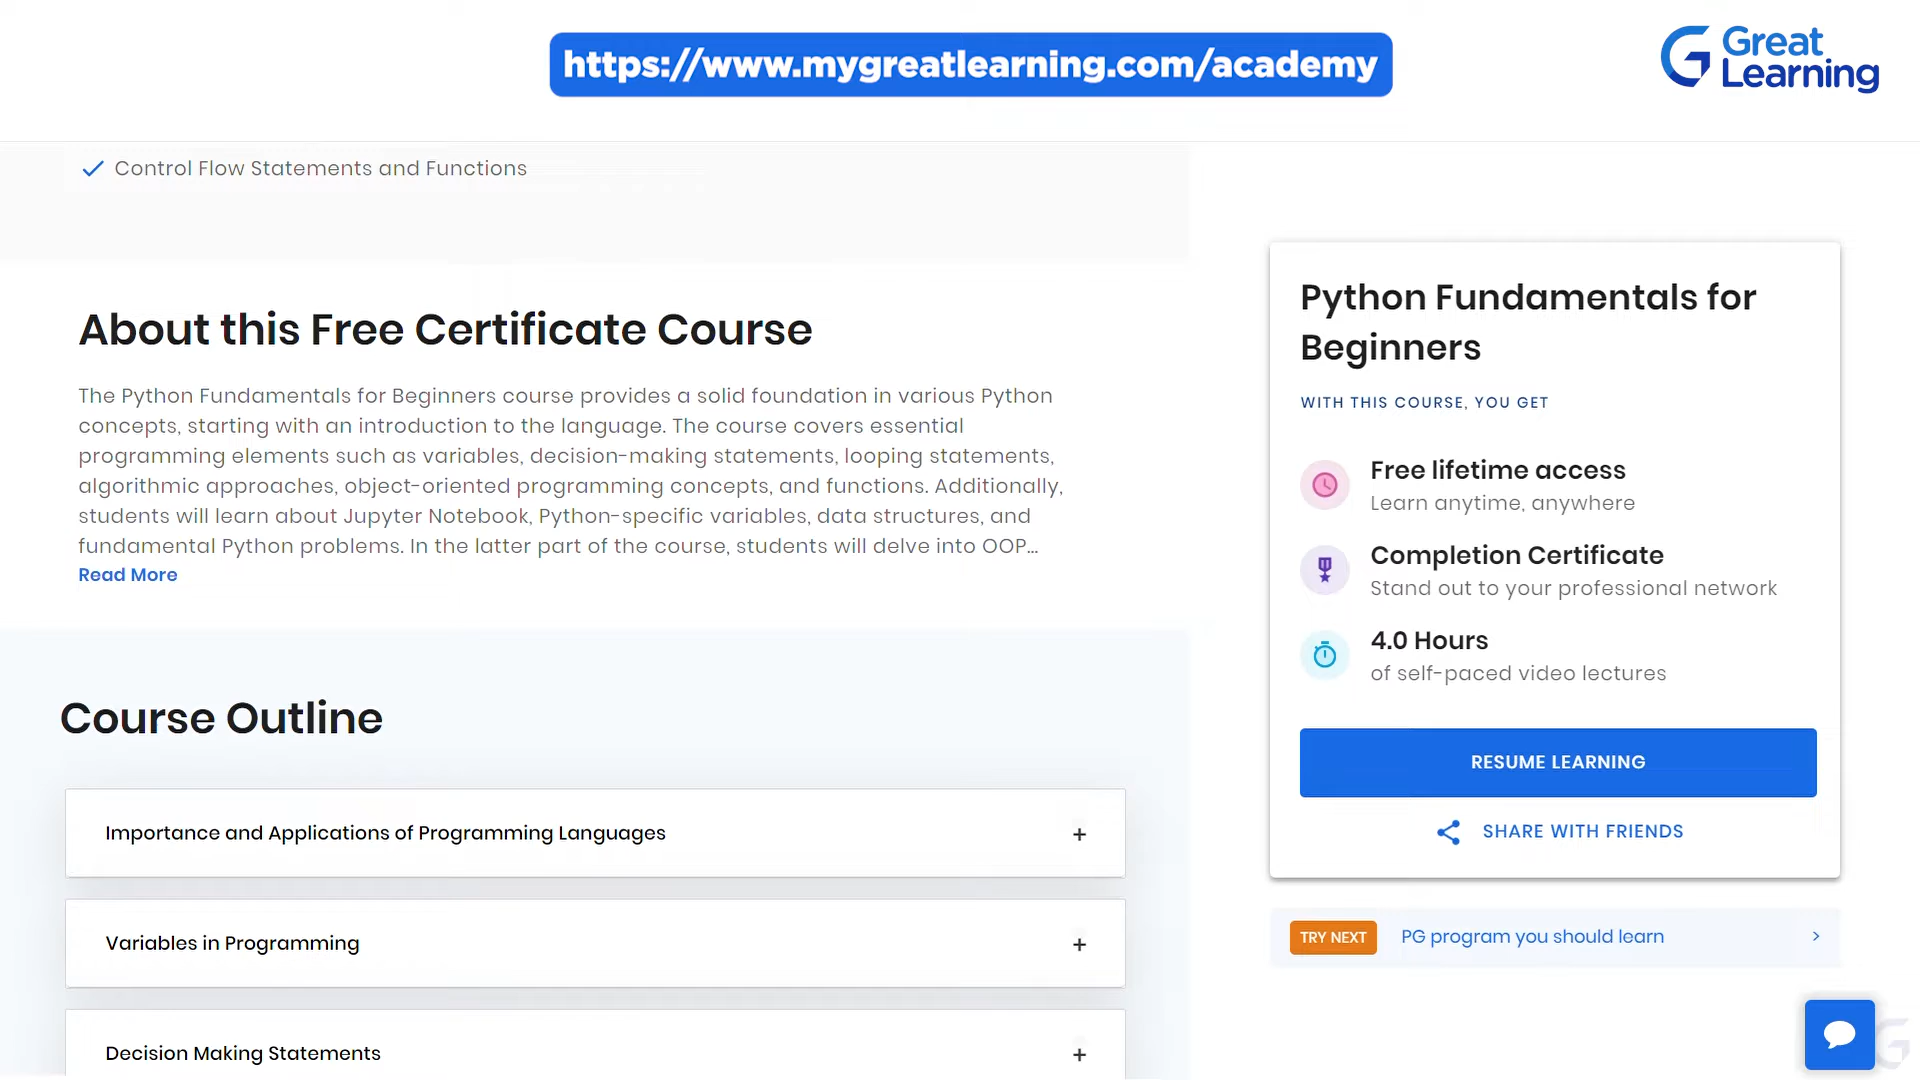 https://www.mygreatlearning.com/academy
Great
Learning
Control Flow Statements and Functions
About this Free Certificate Course
The Python Fundamentals for Beginners course provides a solid foundation in various Python
concepts, starting with an introduction to the language. The course covers essential
programming elements such as variables, decision-making statements, looping statements,
algorithmic approaches, object-oriented programming concepts, and functions. Additionally,
students will learn about Jupyter Notebook, Python-specific variables, data structures, and
fundamental Python problems. In the latter part of the course, students will delve into OOP...
Read More
Course Outline
Importance and Applications of Programming Languages
+
Variables in Programming
+
Decision Making Statements
+
Python Fundamentals for
Beginners
WITH THIS COURSE, YOU GET
Free lifetime access
Learn anytime, anywhere
Completion Certificate
Stand out to your professional network
4.0 Hours
of self-paced video lectures
RESUME LEARNING
SHARE WITH FRIENDS
TRY NEXT PG program you should learn >